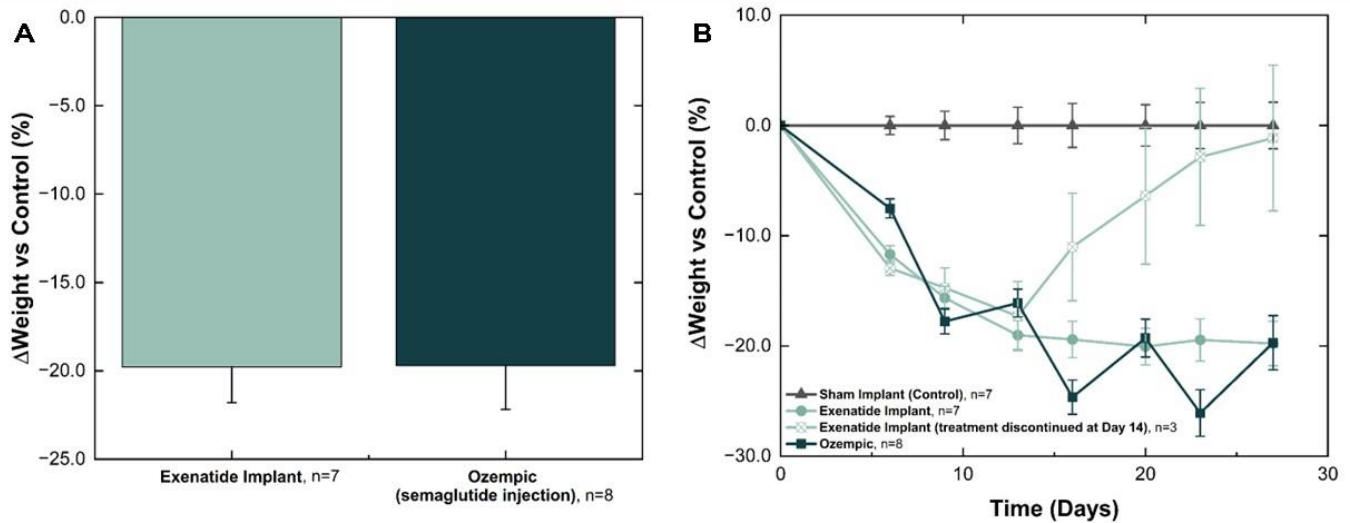 A
0.0
−5.0
−10.0
−15.0
−20.0
−25.0
ΔWeight vs Control (%)
Exenatide Implant, n=7
Ozempic
(semaglutide injection), n=8
B
10.0
0.0
−10.0
−20.0
−30.0
ΔWeight vs Control (%)
Sham Implant (Control), n=7
Exenatide Implant, n=7
Exenatide Implant (treatment discontinued at Day 14), n=3
Ozempic, n=8
0
10
20
30
Time (Days)